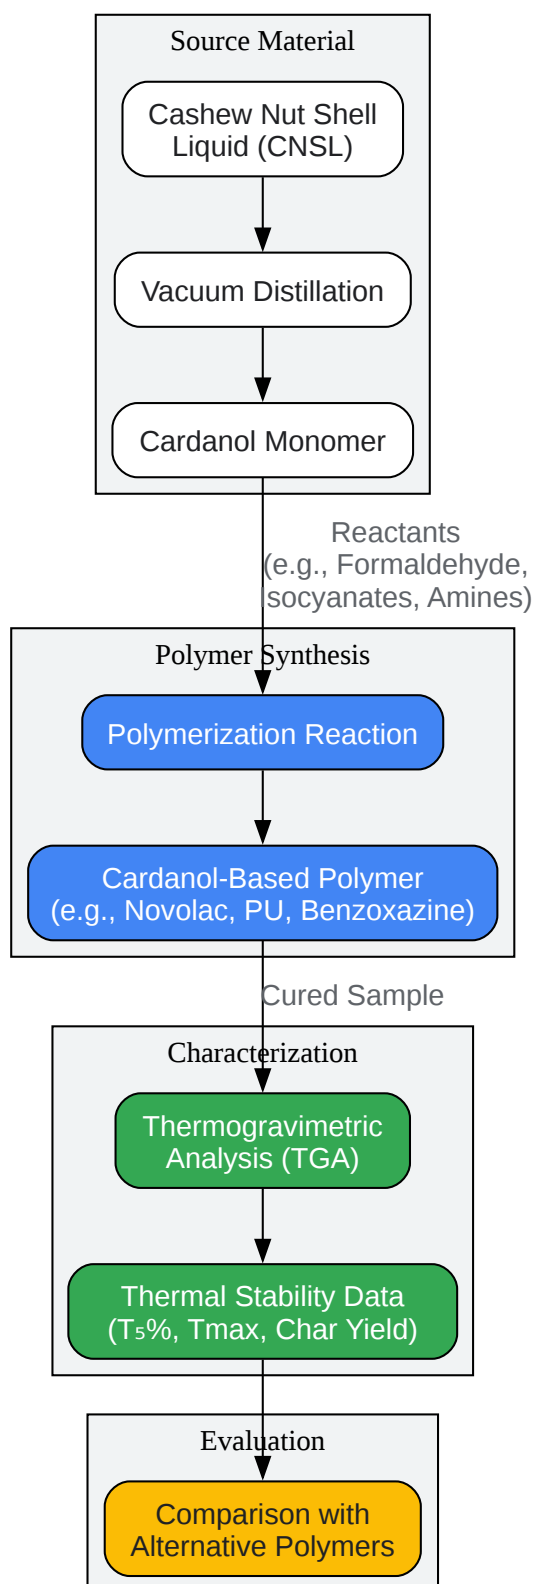 Source Material
Cashew Nut Shell
Liquid (CNSL)
Vacuum Distillation
Cardanol Monomer
Reactants
(e.g., Formaldehyde,
Isocyanates, Amines)
Polymer Synthesis
Polymerization Reaction
Cardanol-Based Polymer
(e.g., Novolac, PU, Benzoxazine)
Cured Sample
Characterization
Thermogravimetric
Analysis (TGA)
Thermal Stability Data
(T₅%, Tmax, Char Yield)
Evaluation
Comparison with
Alternative Polymers